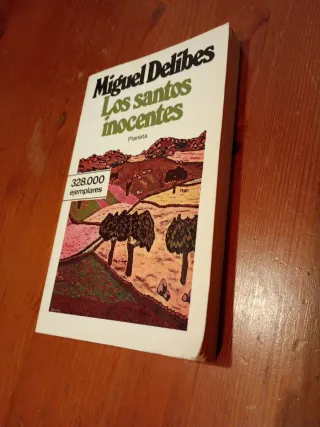 Miguel Delibes
Los santos
inocentes
Planeta
328.000
ejemplares